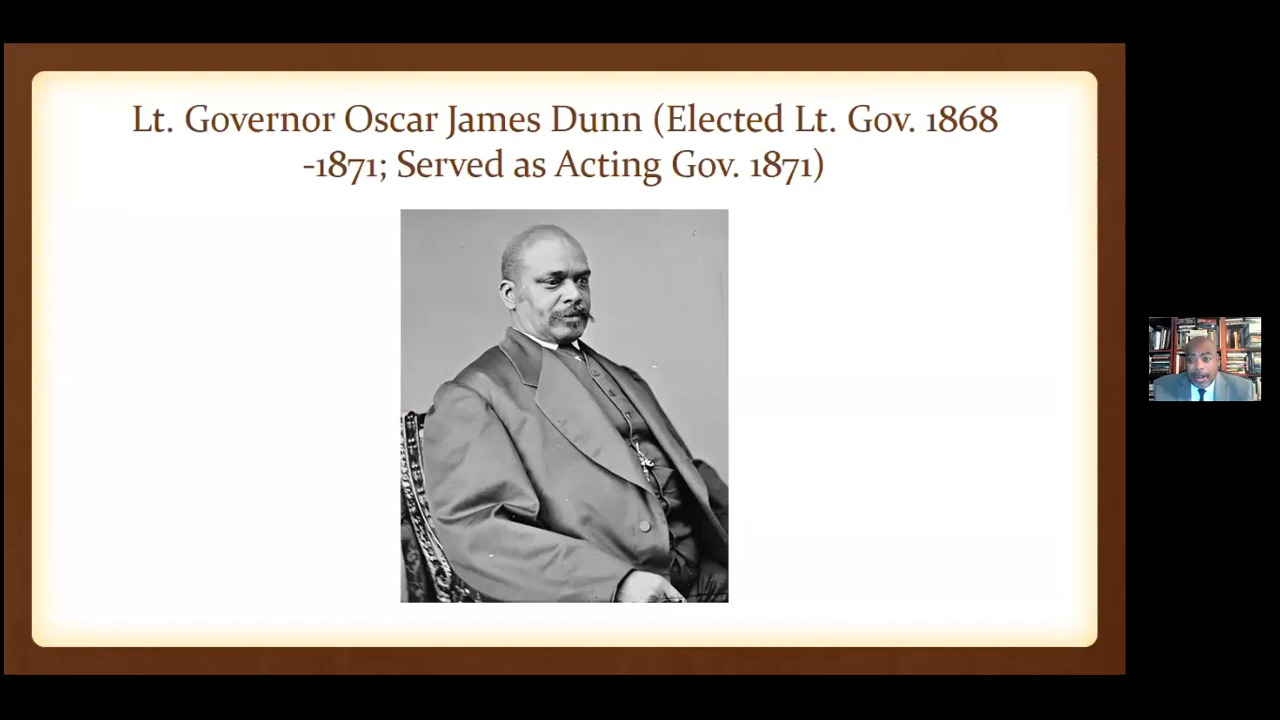 Lt. Governor Oscar James Dunn (Elected Lt. Gov. 1868
-1871; Served as Acting Gov. 1871)